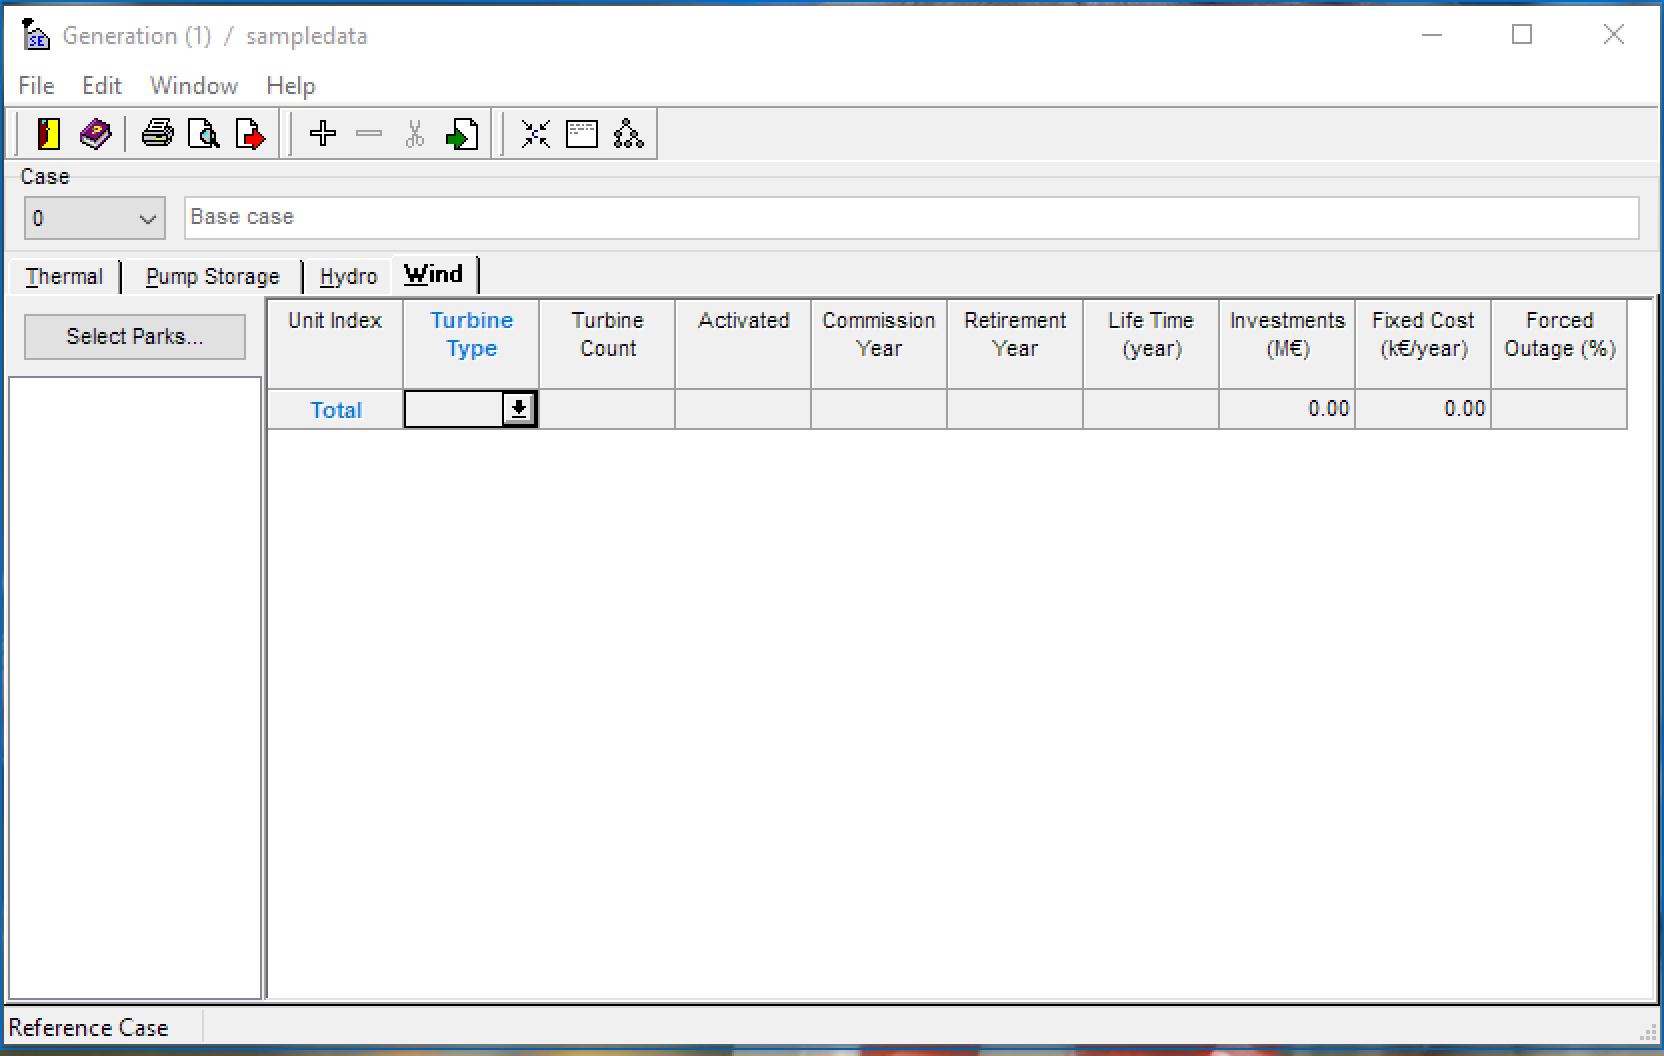 Generation (1) / sampledata
File Edit Window Help
Case
0 Base case
Thermal Pump Storage Hydro Wind
Select Parks...
Unit Index Turbine Type Turbine Count Activated Commission Year Retirement Year Life Time (year) Investments (M€) Fixed Cost (k€/year) Forced Outage (%)
Total 0.00 0.00
Reference Case